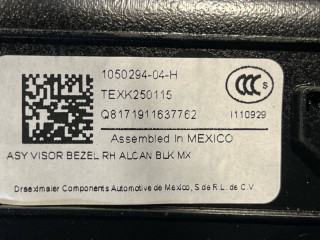 1050294-04-H
TEXK250115
Q8171911637762
CCC S
I110929
Assembled In MEXICO
ASY VISOR BEZEL RH ALCAN BLK MX
Draexlmaier Components Automotive de Mexico, S de R.L. de C.V.